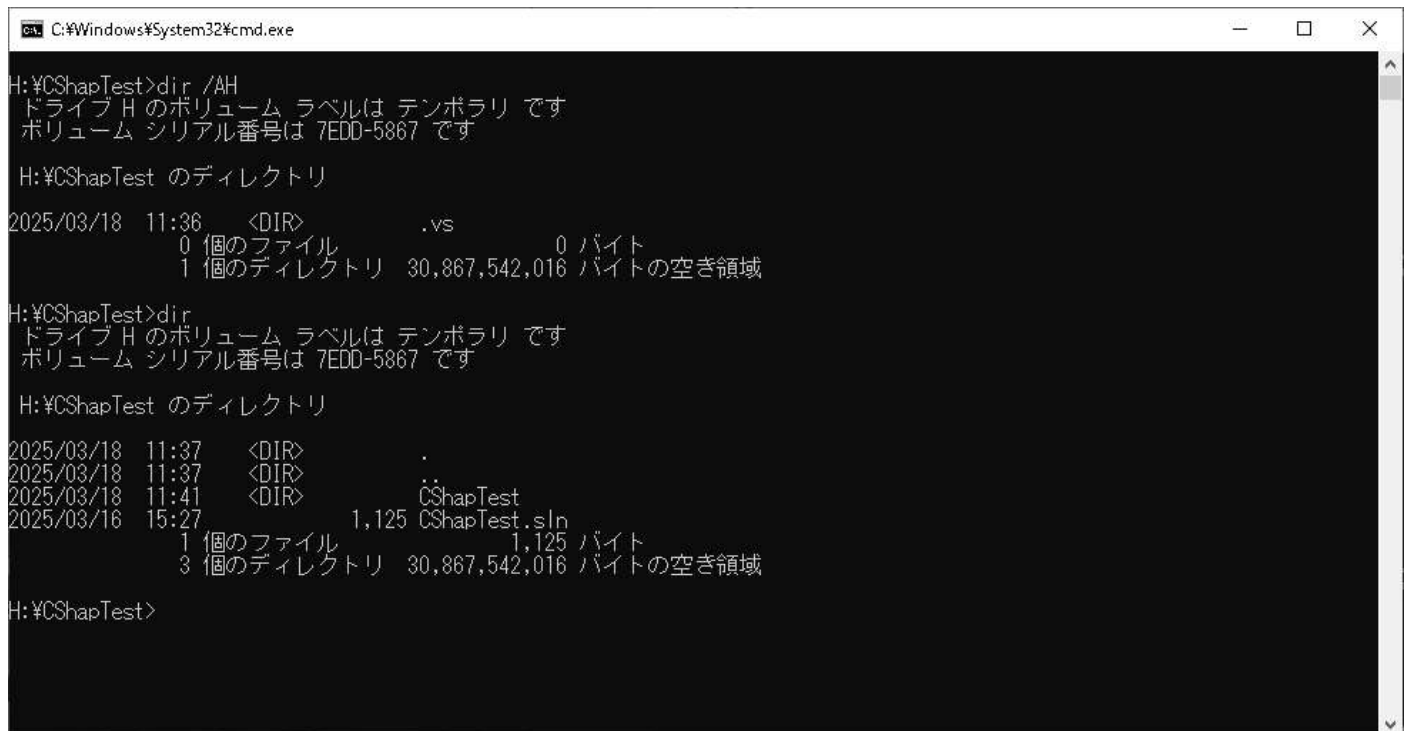 C:¥Windows¥System32¥cmd.exe
H:¥CShapTest>dir /AH
ドライブ H のボリューム ラベルは テンポラリ です
ボリューム シリアル番号は 7EDD-5867 です
H:¥CShapTest のディレクトリ
2025/03/18 11:36 <DIR> .vs
0 個のファイル 0 バイト
1 個のディレクトリ 30,867,542,016 バイトの空き領域
H:¥CShapTest>dir
ドライブ H のボリューム ラベルは テンポラリ です
ボリューム シリアル番号は 7EDD-5867 です
H:¥CShapTest のディレクトリ
2025/03/18 11:37 <DIR> .
2025/03/18 11:37 <DIR> ..
2025/03/18 11:41 <DIR> CShapTest
2025/03/16 15:27 1,125 CShapTest.sln
1 個のファイル 1,125 バイト
3 個のディレクトリ 30,867,542,016 バイトの空き領域
H:¥CShapTest>